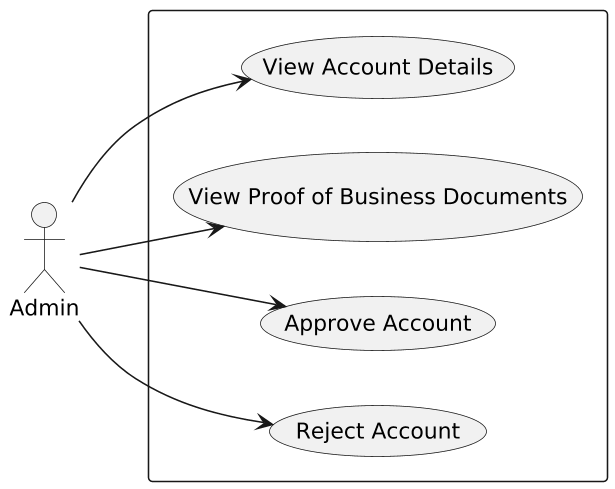 View Account Details
View Proof of Business Documents
Admin
Approve Account
Reject Account